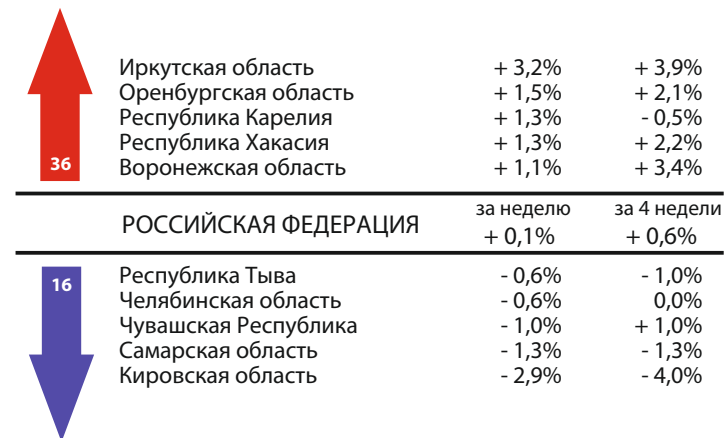 Иркутская область + 3,2% + 3,9%
Оренбургская область + 1,5% + 2,1%
Республика Карелия + 1,3% - 0,5%
Республика Хакасия + 1,3% + 2,2%
36 Воронежская область + 1,1% + 3,4%
за неделю за 4 недели
РОССИЙСКАЯ ФЕДЕРАЦИЯ + 0,1% + 0,6%
16 Республика Тыва - 0,6% - 1,0%
Челябинская область - 0,6% 0,0%
Чувашская Республика - 1,0% + 1,0%
Самарская область - 1,3% - 1,3%
Кировская область - 2,9% - 4,0%